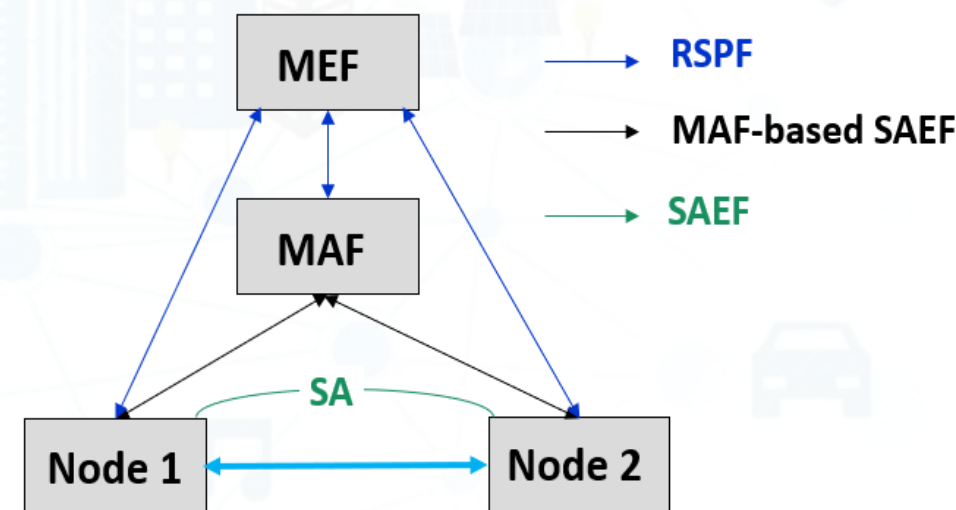 MEF
RSPF
MAF-based SAEF
MAF
SAEF
SA
Node 1
Node 2